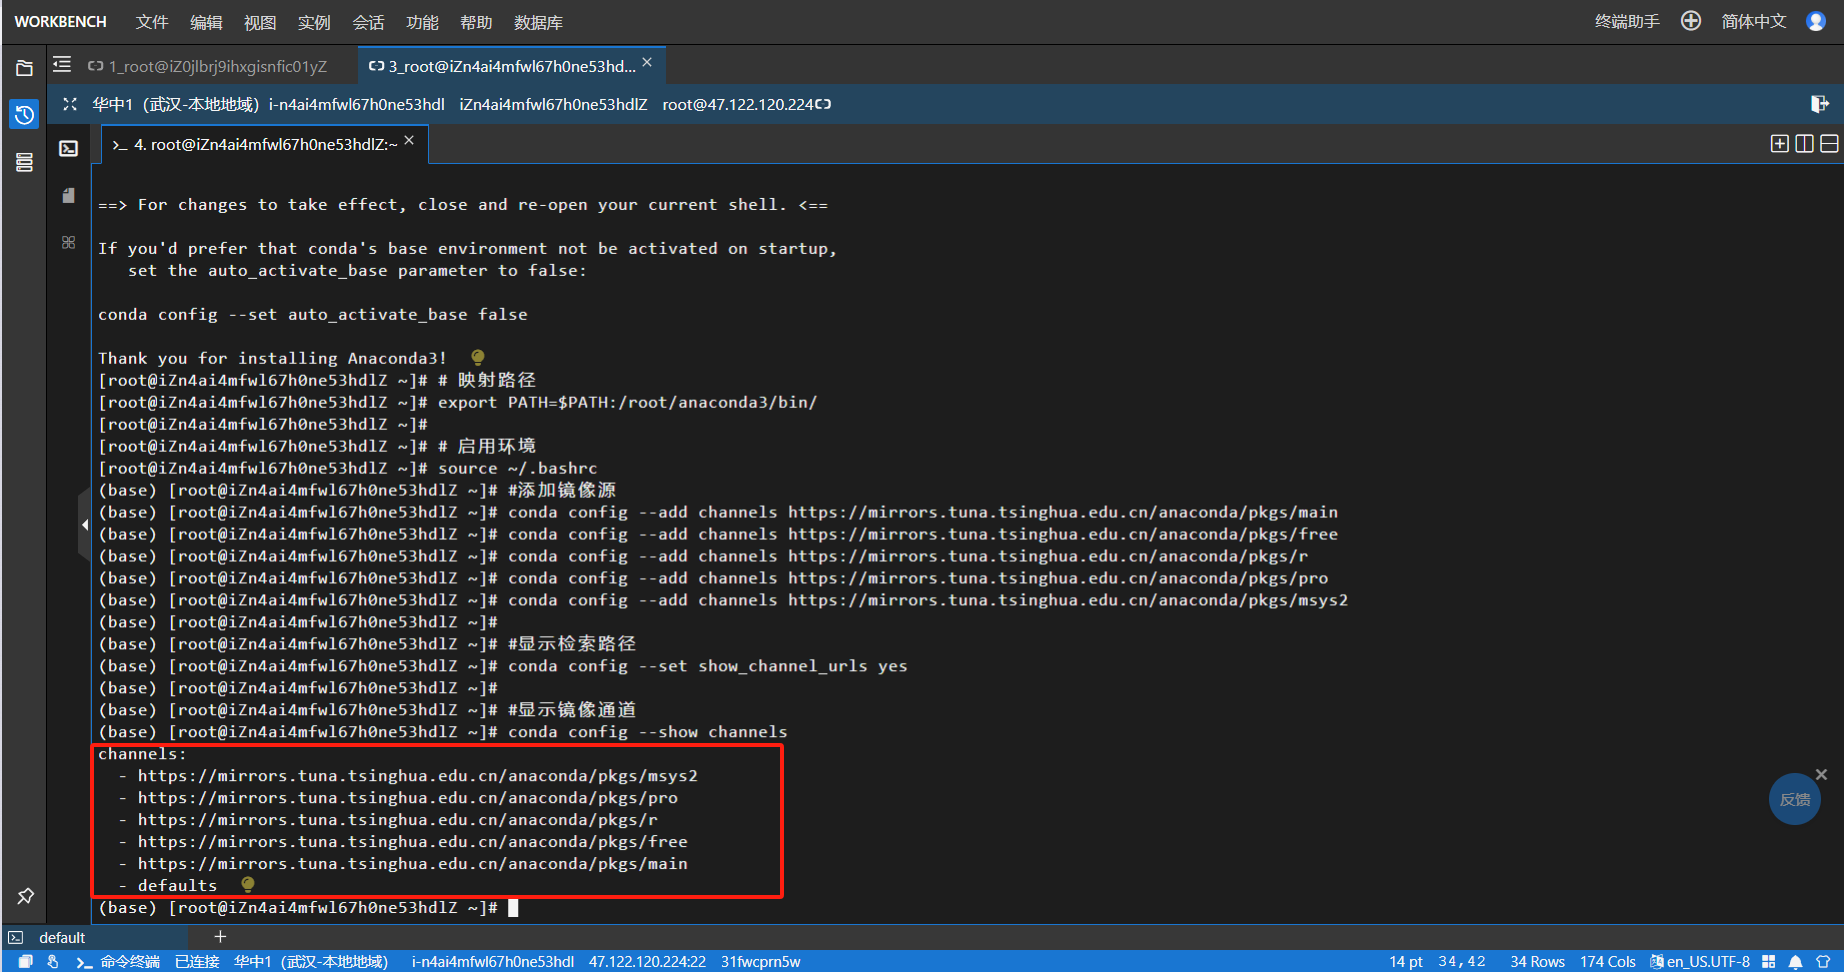 WORKBENCH 文件 编辑 视图 实例 会话 功能 帮助 数据库 终端助手 简体中文
1_root@iZ0jlbrj9ihxgisnfic01yZ 3_root@iZn4ai4mfwl67h0ne53hd...
华中1（武汉-本地地域） i-n4ai4mfwl67h0ne53hdl iZn4ai4mfwl67h0ne53hdlZ root@47.122.120.224
>_ 4. root@iZn4ai4mfwl67h0ne53hdlZ:~
==> For changes to take effect, close and re-open your current shell. <==
If you'd prefer that conda's base environment not be activated on startup,
set the auto_activate_base parameter to false:
conda config --set auto_activate_base false
Thank you for installing Anaconda3!
[root@iZn4ai4mfwl67h0ne53hdlZ ~]# # 映射路径
[root@iZn4ai4mfwl67h0ne53hdlZ ~]# export PATH=$PATH:/root/anaconda3/bin/
[root@iZn4ai4mfwl67h0ne53hdlZ ~]#
[root@iZn4ai4mfwl67h0ne53hdlZ ~]# # 启用环境
[root@iZn4ai4mfwl67h0ne53hdlZ ~]# source ~/.bashrc
(base) [root@iZn4ai4mfwl67h0ne53hdlZ ~]# #添加镜像源
(base) [root@iZn4ai4mfwl67h0ne53hdlZ ~]# conda config --add channels https://mirrors.tuna.tsinghua.edu.cn/anaconda/pkgs/main
(base) [root@iZn4ai4mfwl67h0ne53hdlZ ~]# conda config --add channels https://mirrors.tuna.tsinghua.edu.cn/anaconda/pkgs/free
(base) [root@iZn4ai4mfwl67h0ne53hdlZ ~]# conda config --add channels https://mirrors.tuna.tsinghua.edu.cn/anaconda/pkgs/r
(base) [root@iZn4ai4mfwl67h0ne53hdlZ ~]# conda config --add channels https://mirrors.tuna.tsinghua.edu.cn/anaconda/pkgs/pro
(base) [root@iZn4ai4mfwl67h0ne53hdlZ ~]# conda config --add channels https://mirrors.tuna.tsinghua.edu.cn/anaconda/pkgs/msys2
(base) [root@iZn4ai4mfwl67h0ne53hdlZ ~]#
(base) [root@iZn4ai4mfwl67h0ne53hdlZ ~]# #显示检索路径
(base) [root@iZn4ai4mfwl67h0ne53hdlZ ~]# conda config --set show_channel_urls yes
(base) [root@iZn4ai4mfwl67h0ne53hdlZ ~]#
(base) [root@iZn4ai4mfwl67h0ne53hdlZ ~]# #显示镜像通道
(base) [root@iZn4ai4mfwl67h0ne53hdlZ ~]# conda config --show channels
channels:
- https://mirrors.tuna.tsinghua.edu.cn/anaconda/pkgs/msys2
- https://mirrors.tuna.tsinghua.edu.cn/anaconda/pkgs/pro
- https://mirrors.tuna.tsinghua.edu.cn/anaconda/pkgs/r
- https://mirrors.tuna.tsinghua.edu.cn/anaconda/pkgs/free
- https://mirrors.tuna.tsinghua.edu.cn/anaconda/pkgs/main
- defaults
(base) [root@iZn4ai4mfwl67h0ne53hdlZ ~]#
反馈
default +
命令终端 已连接 华中1（武汉-本地地域） i-n4ai4mfwl67h0ne53hdl 47.122.120.224:22 31fwcprn5w 14 pt 34,42 34 Rows 174 Cols en_US.UTF-8